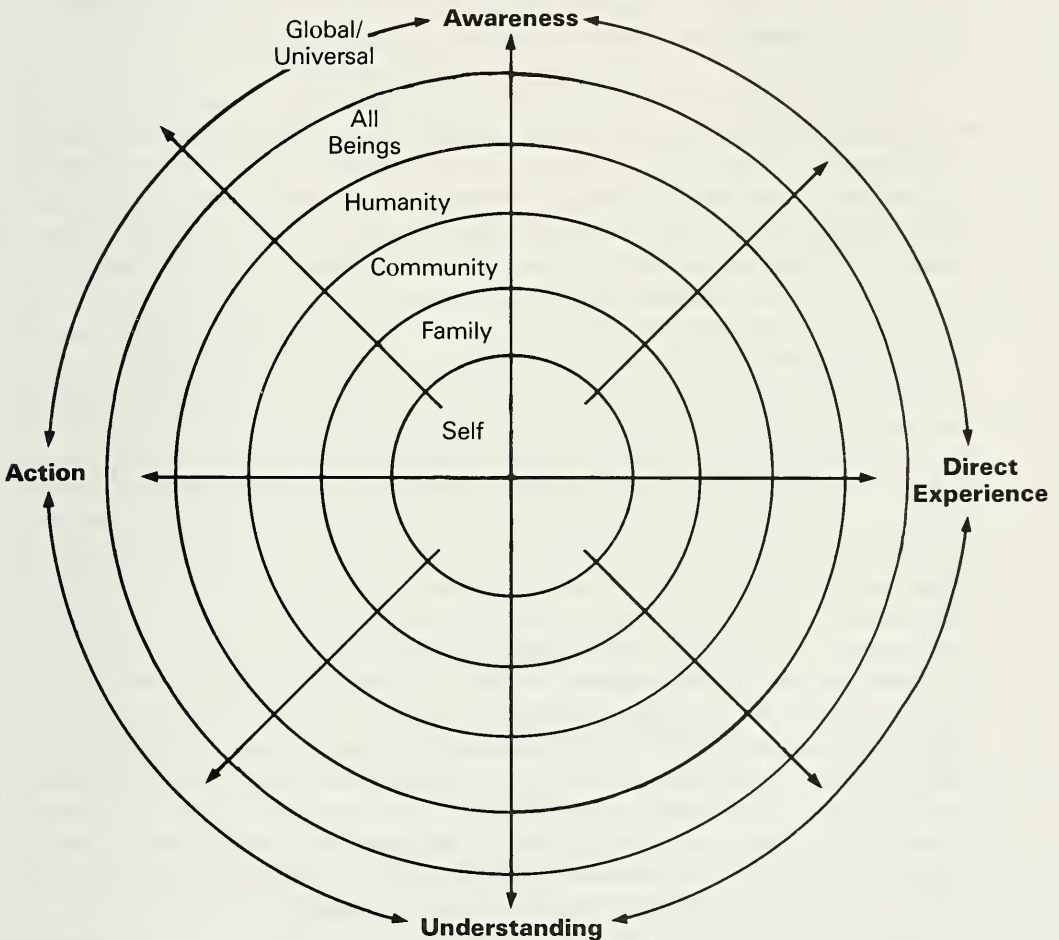 Awareness
Global/
Universal
All
Beings
Humanity
Community
Family
Self
Action
Direct
Experience
Understanding